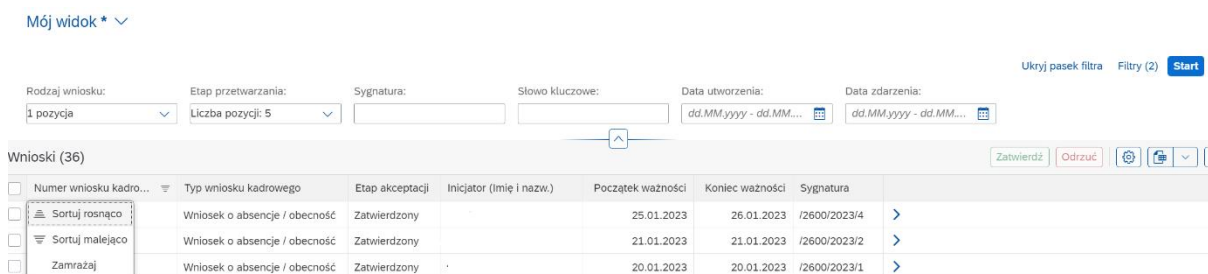 Mój widok *
Ukryj pasek filtra Filtry (2) Start
Rodzaj wniosku: Etap przetwarzania: Sygnatura: Słowo kluczowe: Data utworzenia: Data zdarzenia:
1 pozycja Liczba pozycji: 5 dd.MM.yyyy - dd.MM.... dd.MM.yyyy - dd.MM....
Wnioski (36) Zatwierdź Odrzuć
Numer wniosku kadro... Typ wniosku kadrowego Etap akceptacji Inicjator (Imię i nazw.) Początek ważności Koniec ważności Sygnatura
Sortuj rosnąco Wniosek o absencje / obecność Zatwierdzony 25.01.2023 26.01.2023 /2600/2023/4
Sortuj malejąco Wniosek o absencje / obecność Zatwierdzony 21.01.2023 21.01.2023 /2600/2023/2
Zamrażaj Wniosek o absencje / obecność Zatwierdzony 20.01.2023 20.01.2023 /2600/2023/1